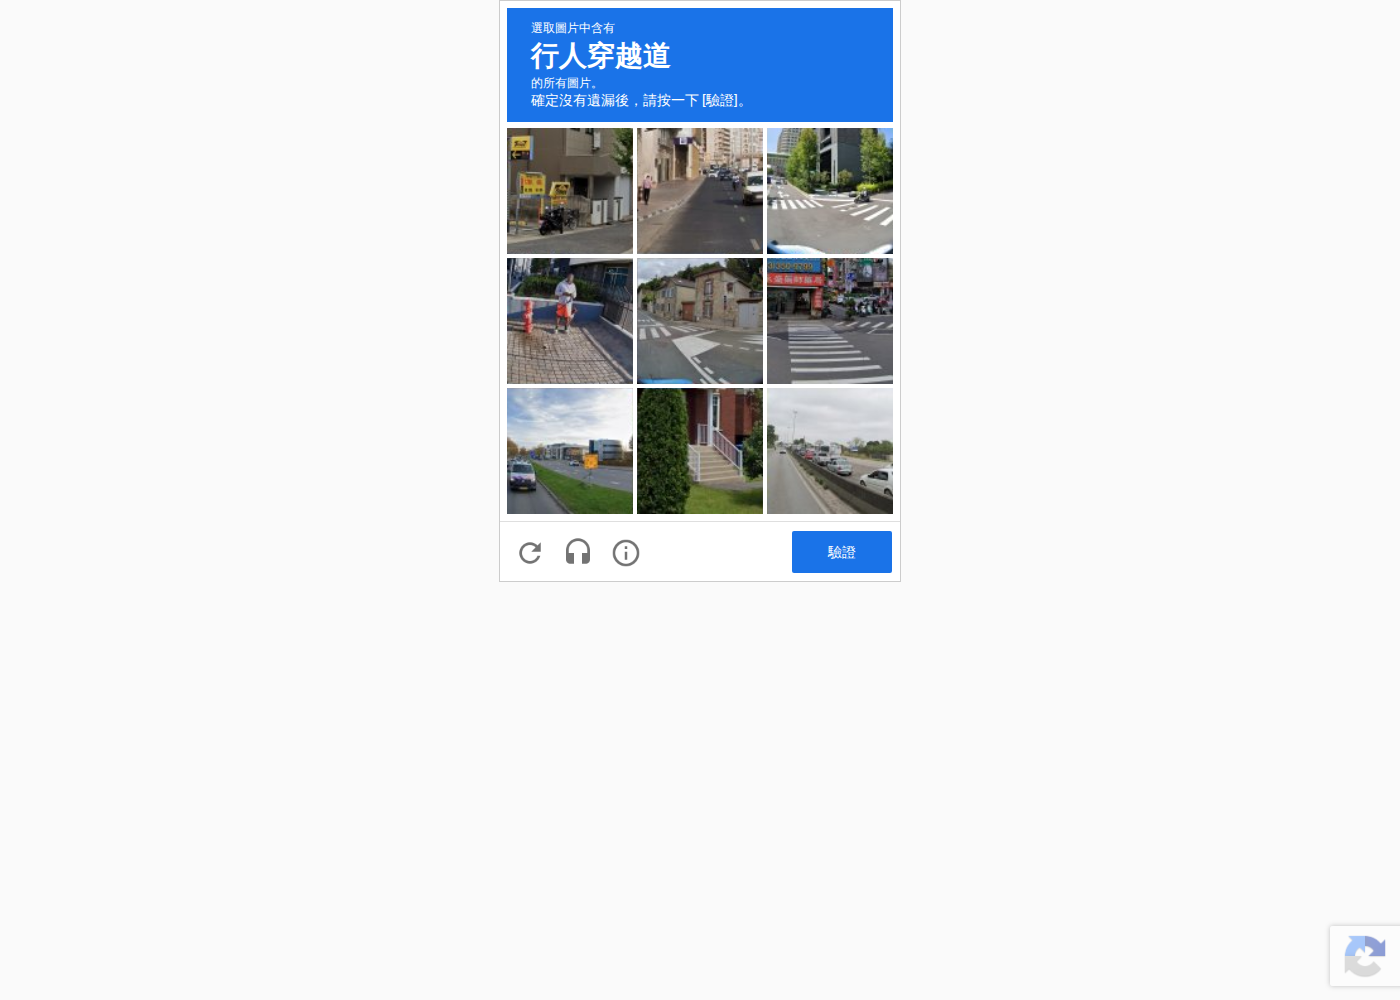 選取圖片中含有
行人穿越道
的所有圖片。
確定沒有遺漏後，請按一下 [驗證]。
驗證